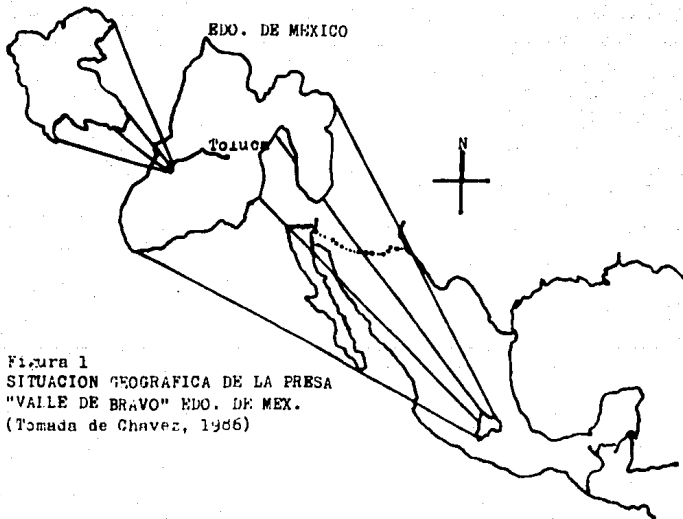 EDO. DE MEXICO
Toluca
N
Figura 1
SITUACION GEOGRAFICA DE LA PRESA
"VALLE DE BRAVO" EDO. DE MEX.
(Tomada de Chavez, 1986)